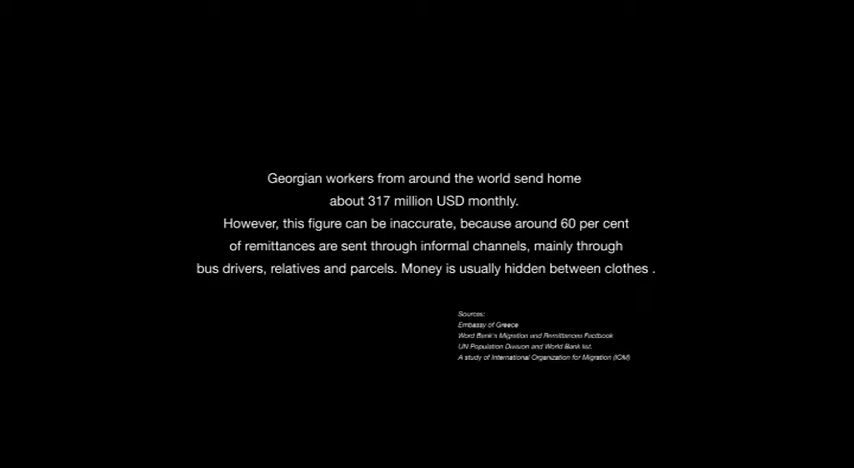 Georgian workers from around the world send home
about 317 million USD monthly.
However, this figure can be inaccurate, because around 60 per cent
of remittances are sent through informal channels, mainly through
bus drivers, relatives and parcels. Money is usually hidden between clothes .
Sources:
Embassy of Greece
Word Bank's Migration and Remittances Factbook
UN Population Division and World Bank list.
A study of International Organization for Migration (IOM)